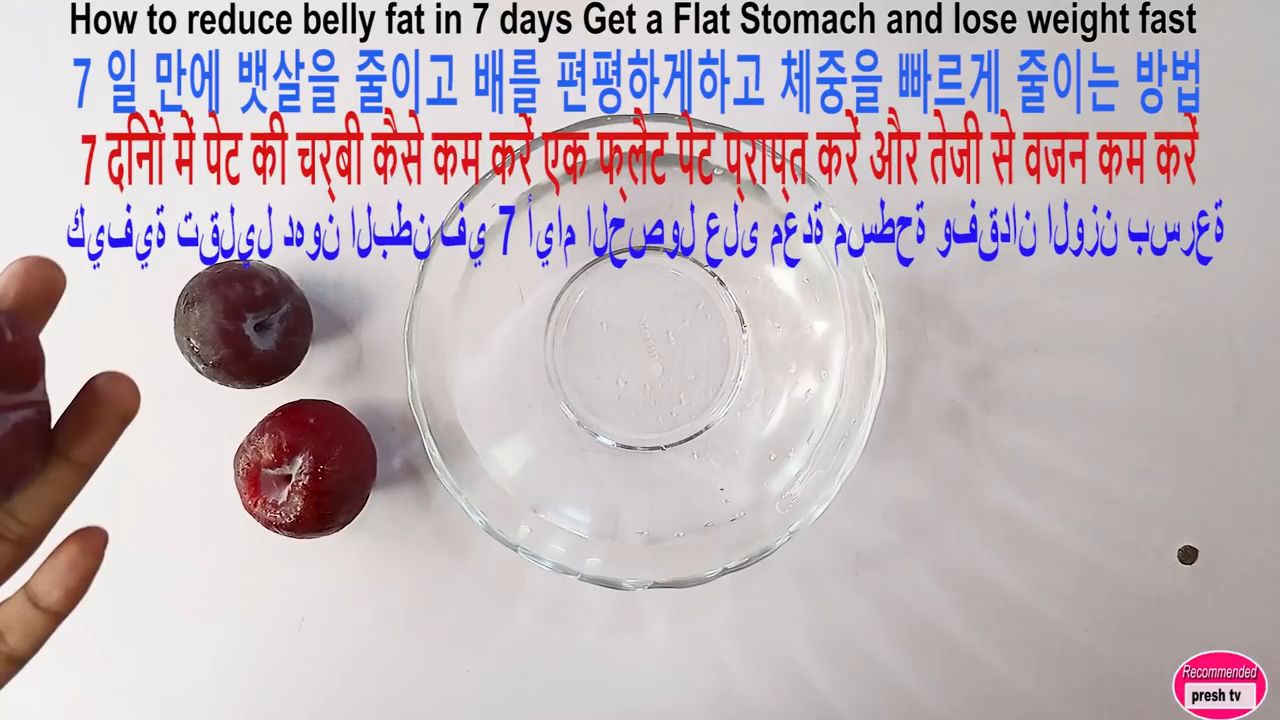 How to reduce belly fat in 7 days Get a Flat Stomach and lose weight fast
7 일 만에 뱃살을 줄이고 배를 편평하게하고 체중을 빠르게 줄이는 방법
7 दिनों में पेट की चर्बी कैसे कम करें एक फ्लैट पेट प्राप्त करें और तेजी से वजन कम करें
كيفية تقليل دهون البطن في 7 أيام الحصول على معدة مسطحة وفقدان الوزن بسرعة
Recommended
presh tv